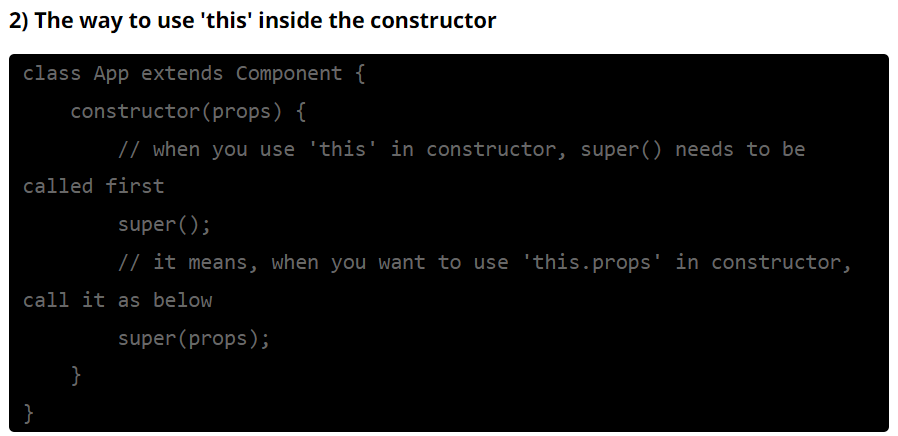 2) The way to use 'this' inside the constructor
class App extends Component {
    constructor(props) {
        // when you use 'this' in constructor, super() needs to be
called first
        super();
        // it means, when you want to use 'this.props' in constructor,
call it as below
        super(props);
    }
}